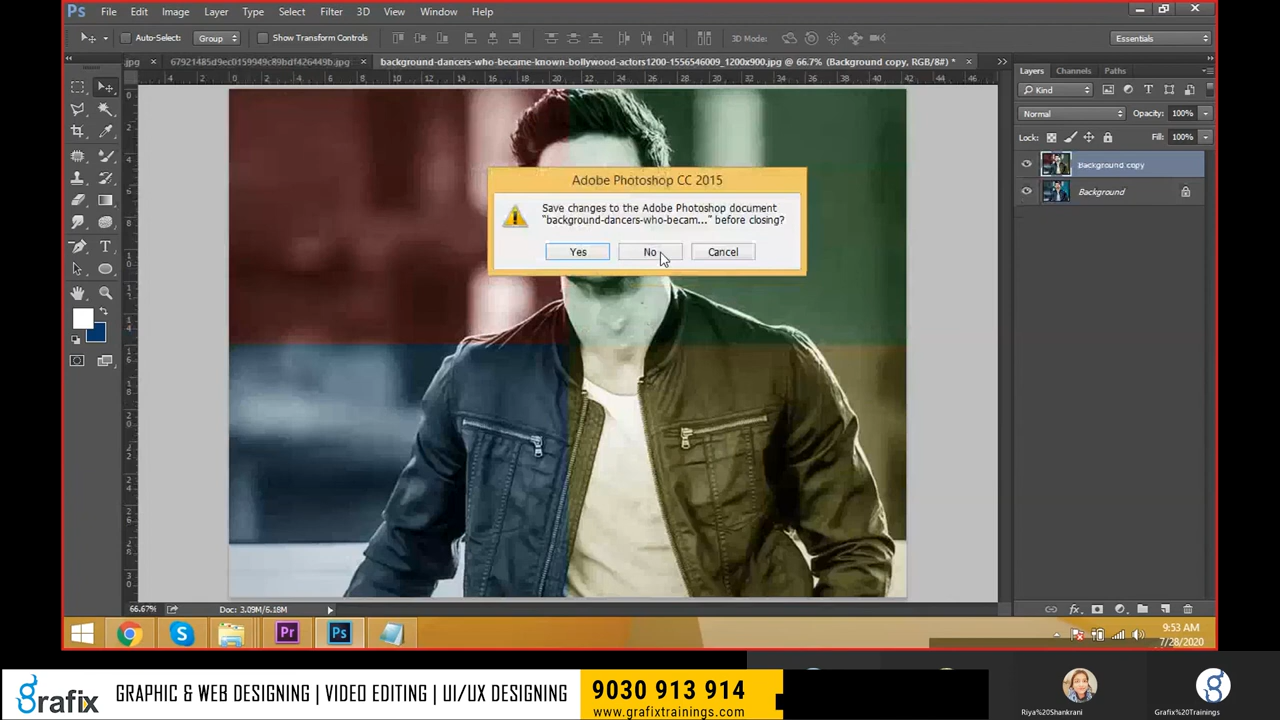 Ps File Edit Image Layer Type Select Filter 3D View Window Help
Auto-Select: Group Show Transform Controls 3D Mode: Essentials
.jpg × 67921485d9ec0159949c89bdf426449b.jpg × background-dancers-who-became-known-bollywood-actors1200-1556546009_1200x900.jpg @ 66.7% (Background copy, RGB/8#) * ×
Layers Channels Paths
Kind
Normal Opacity: 100%
Lock: Fill: 100%
Background copy
Background
Adobe Photoshop CC 2015
Save changes to the Adobe Photoshop document
"background-dancers-who-becam..." before closing?
Yes No Cancel
66.67% Doc: 3.09M/6.18M
Pr Ps
9:53 AM
7/28/2020
grafix
GRAPHIC & WEB DESIGNING | VIDEO EDITING | UI/UX DESIGNING
9030 913 914
www.grafixtrainings.com
Riya%20Shankrani
Grafix%20Trainings